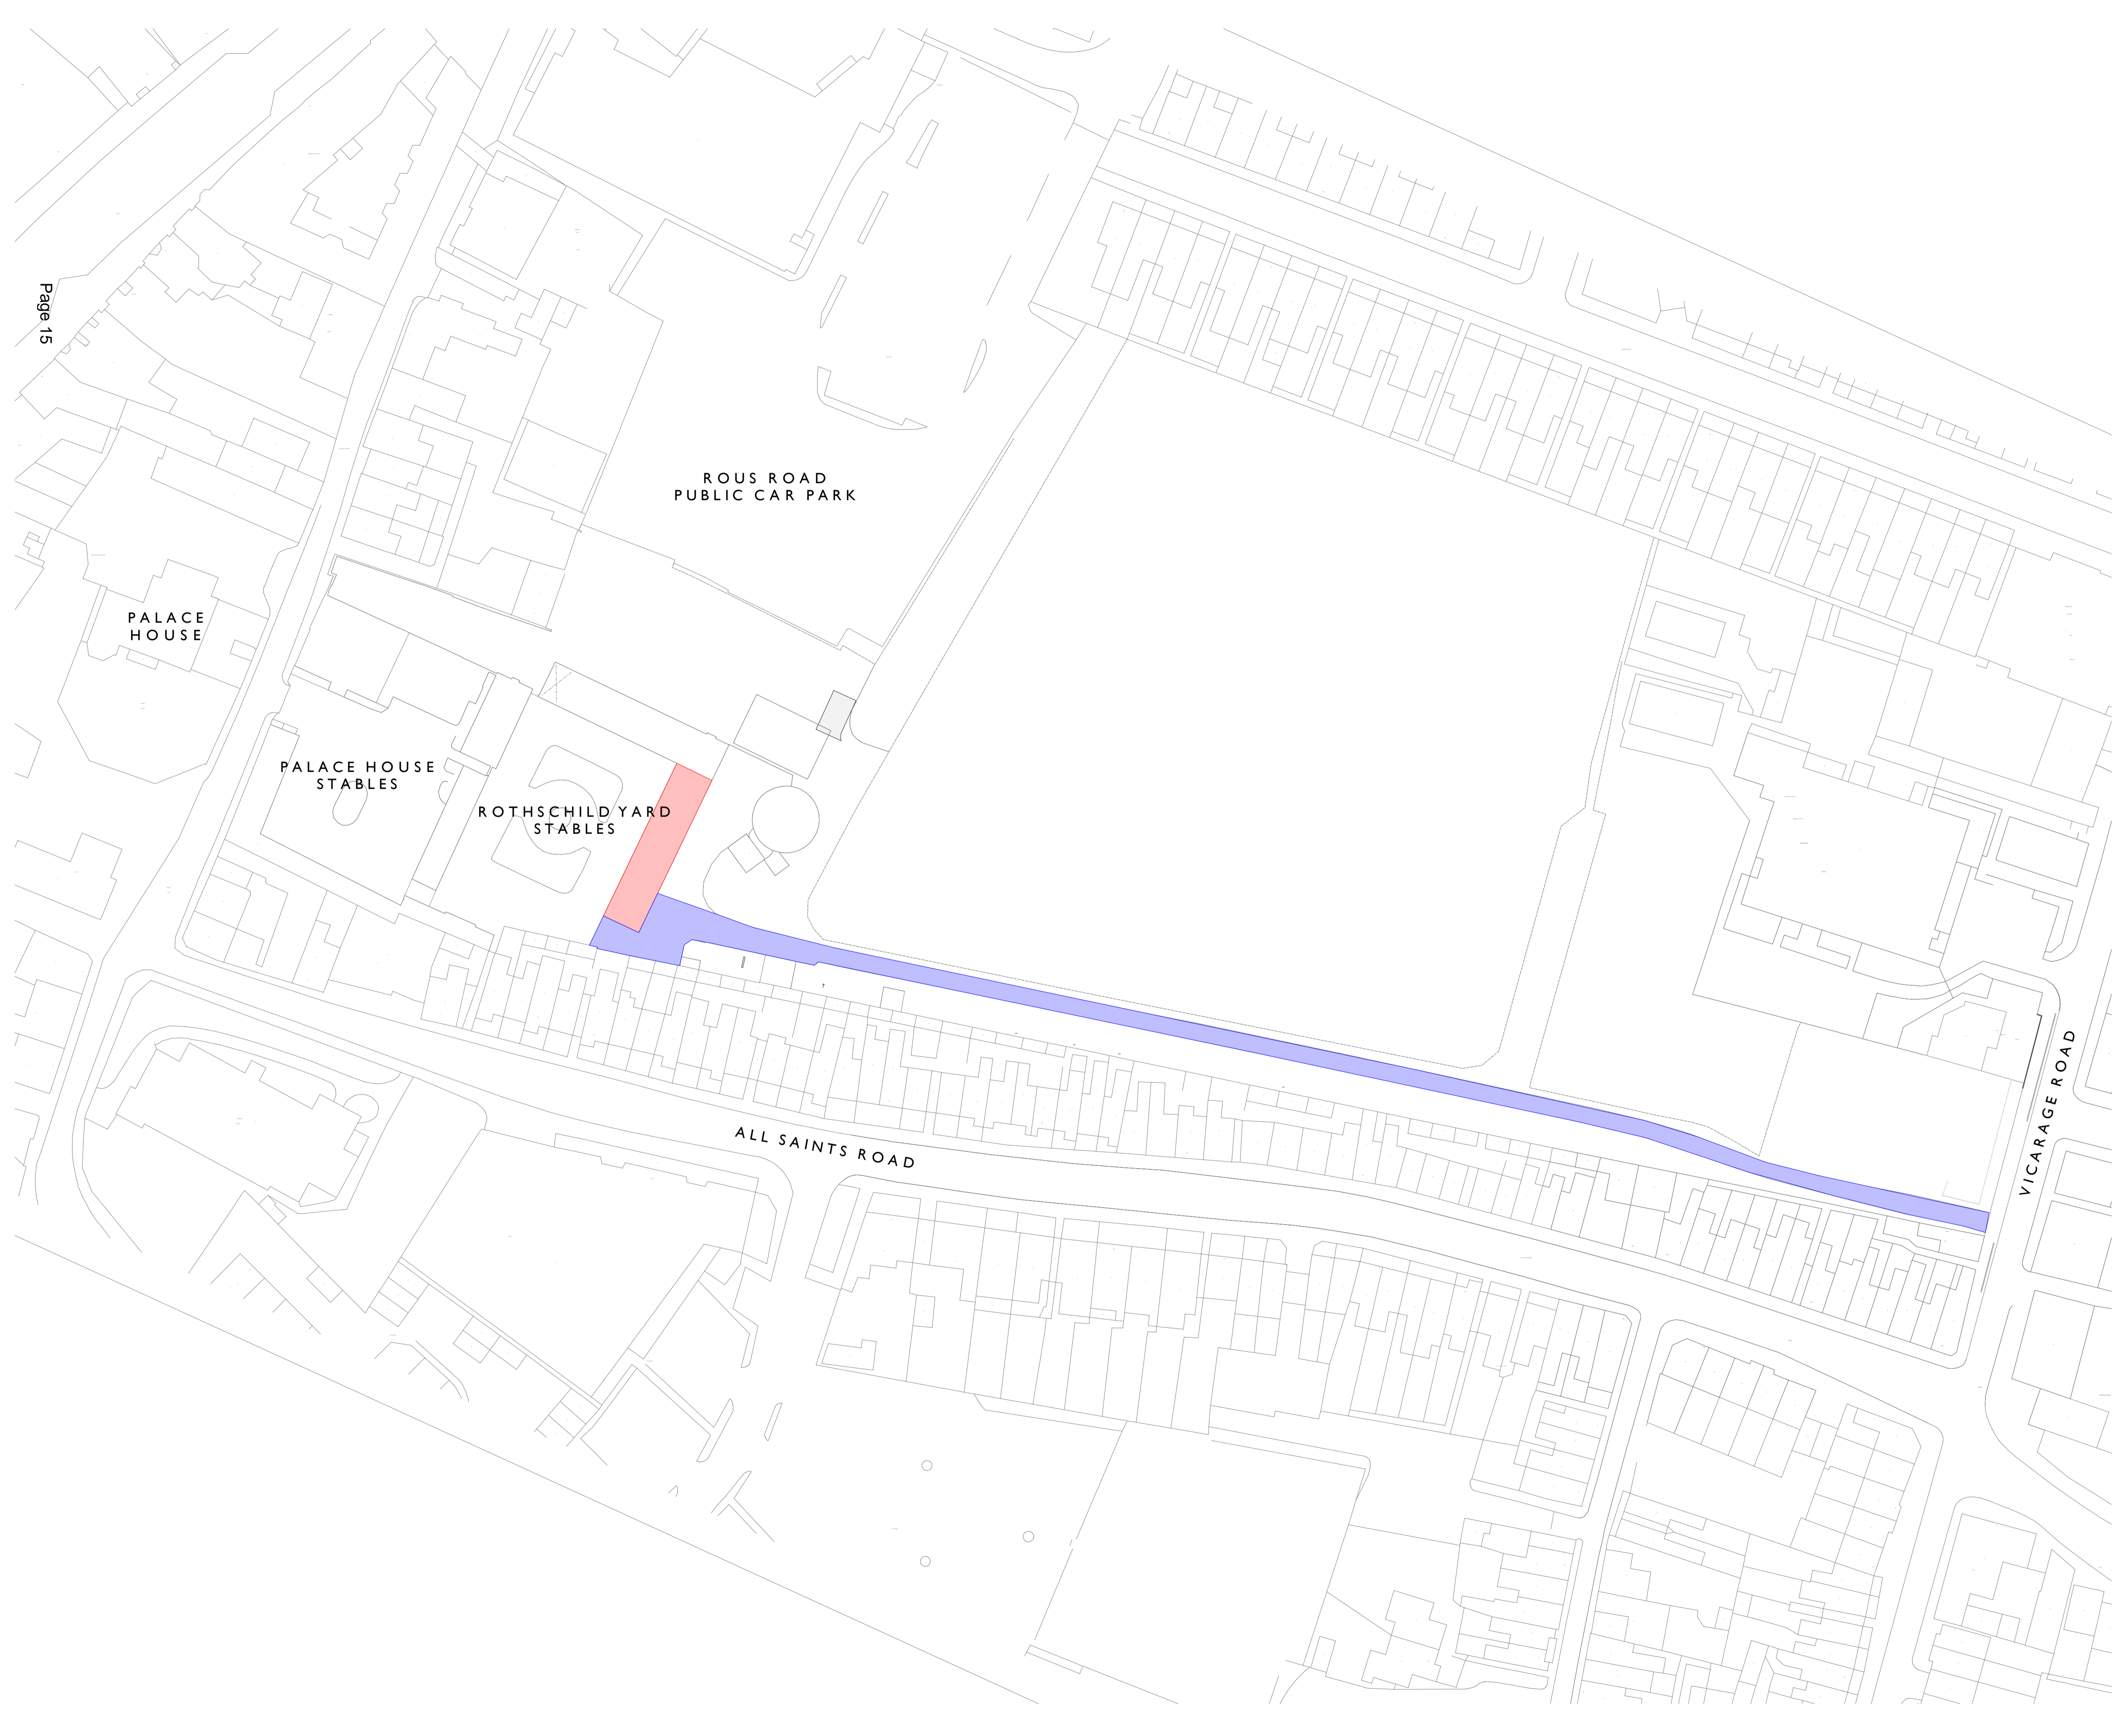 Page 15
ROUS ROAD
PUBLIC CAR PARK
PALACE
HOUSE
PALACE HOUSE
STABLES
ROTHSCHILD YARD
STABLES
ALL SAINTS ROAD
VICARAGE ROAD